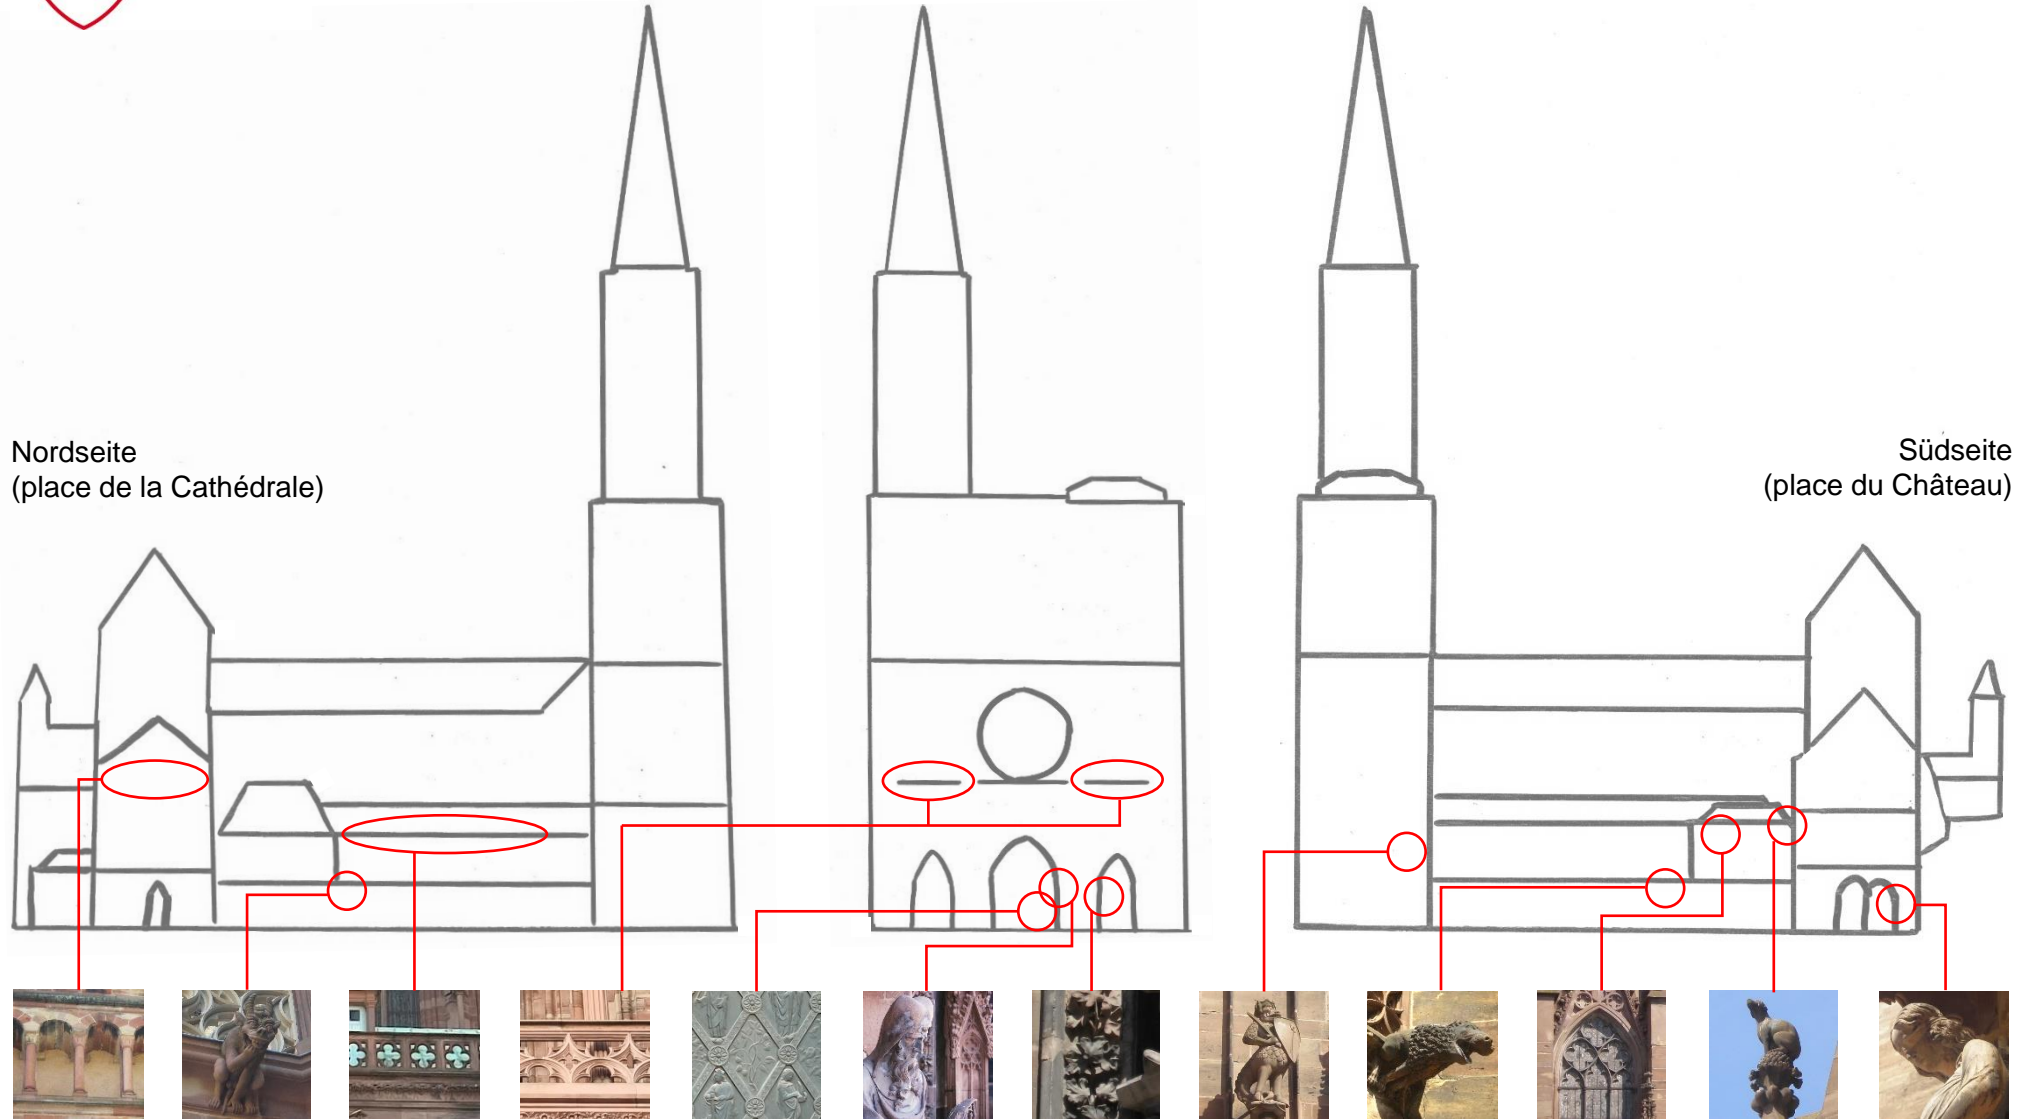 Nordseite
(place de la Cathédrale)
Südseite
(place du Château)